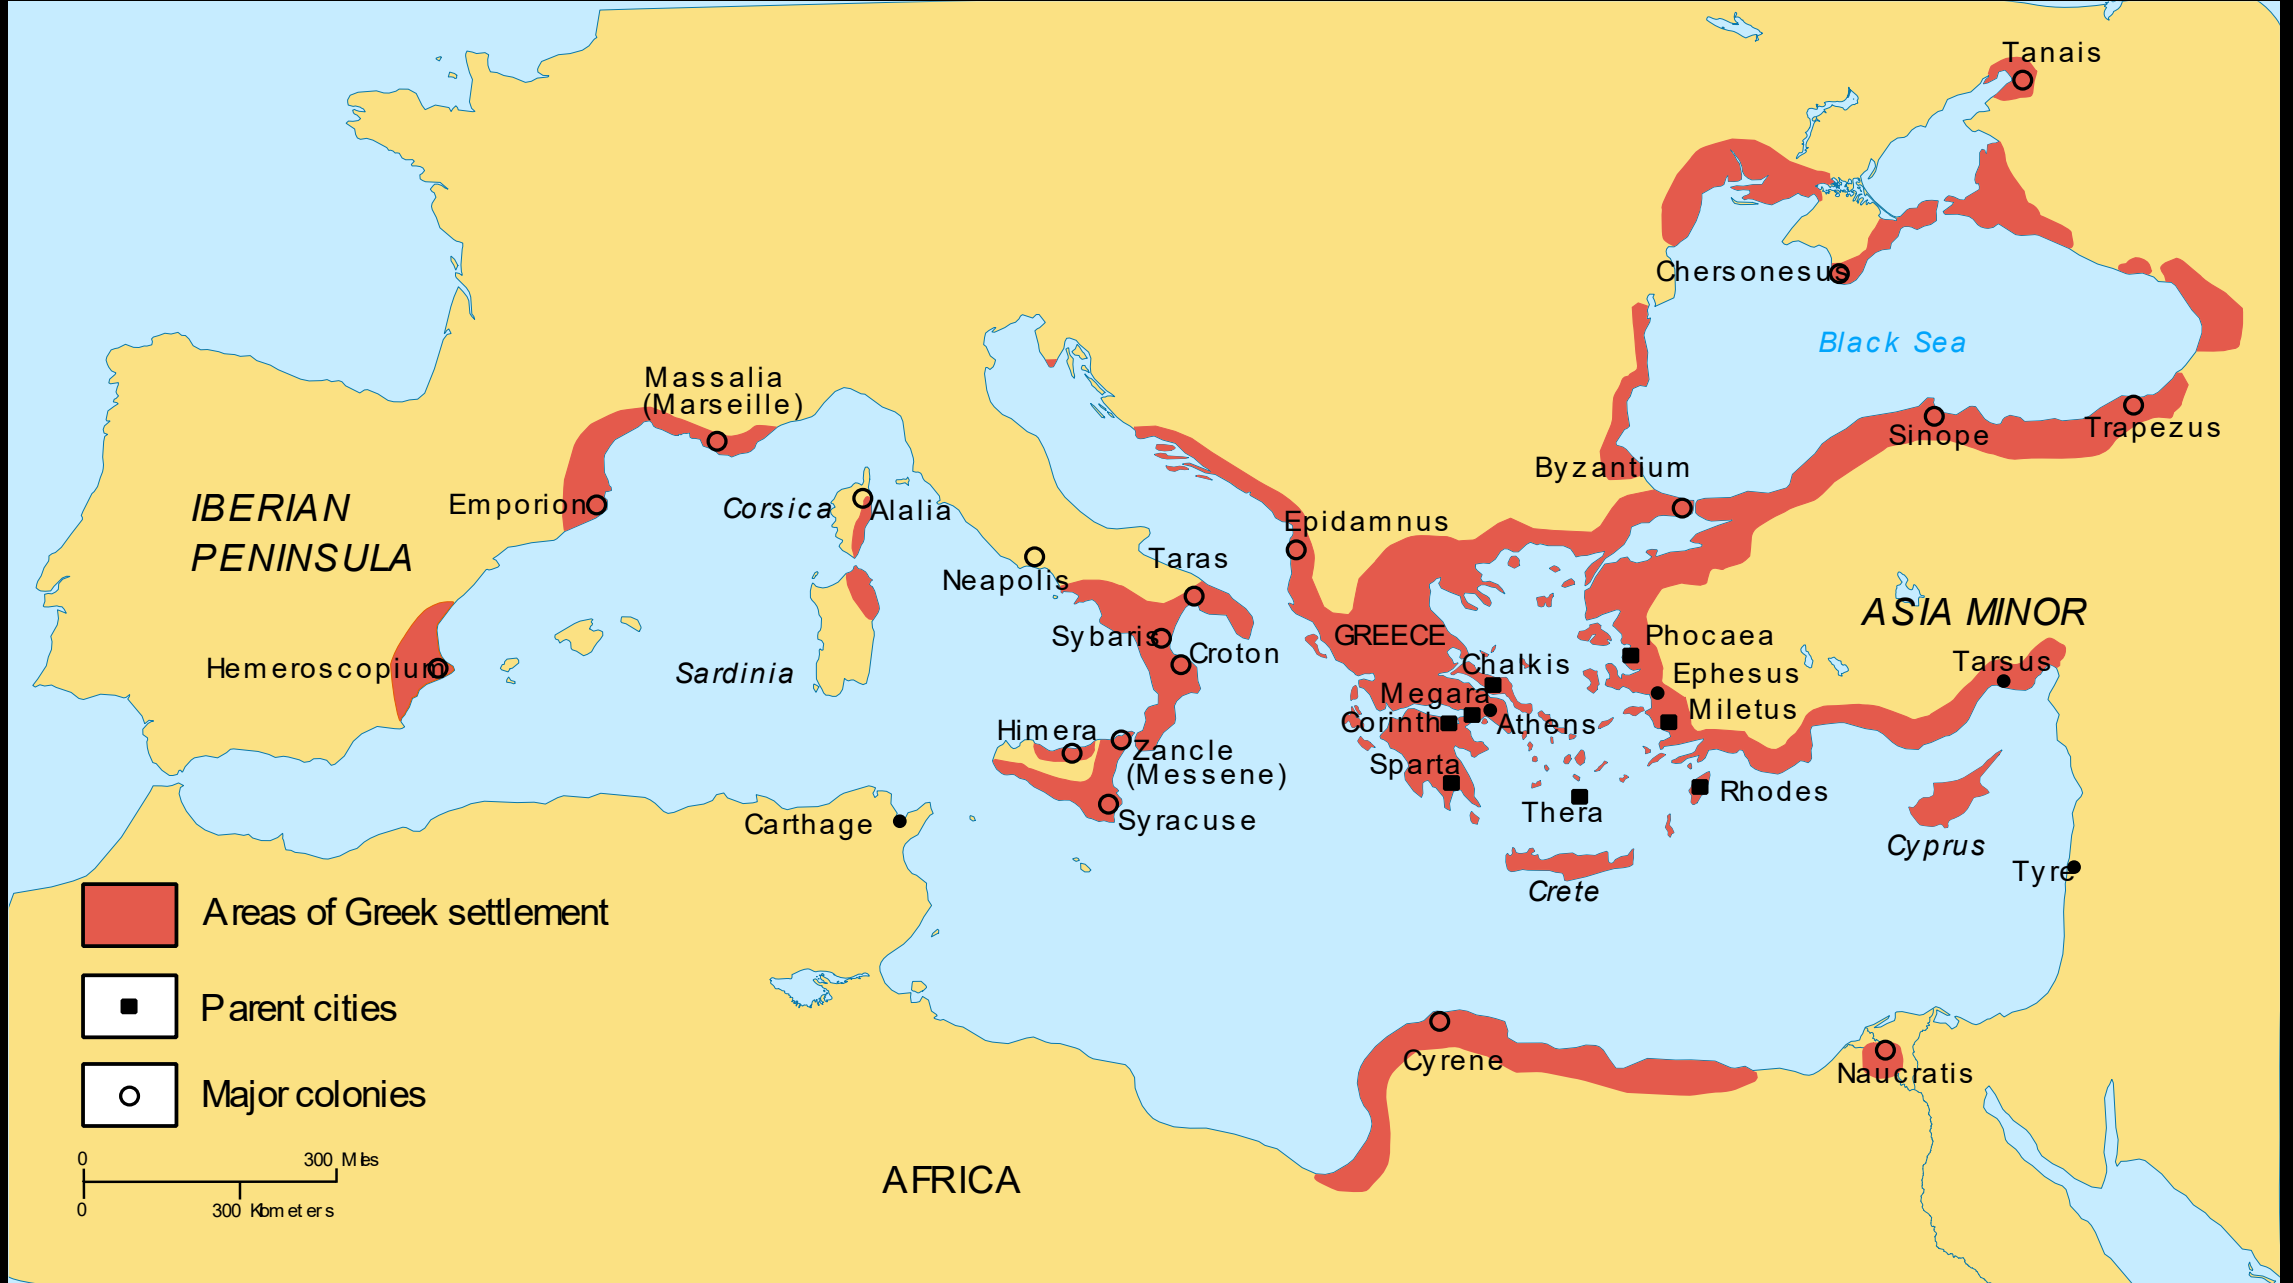 Tanais
Chersonesus
Black Sea
Massalia
(Marseille)
Sinope
Trapezus
Byzantium
IBERIAN
PENINSULA
Emporion
Corsica
Alalia
Epidamnus
Neapolis
Taras
ASIA MINOR
Sybaris
GREECE
Phocaea
Croton
Chalkis
Tarsus
Hemeroscopium
Sardinia
Ephesus
Megara
Miletus
Corinth
Athens
Himera
Zancle
(Messene)
Sparta
Rhodes
Thera
Syracuse
Carthage
Cyprus
Tyre
Crete
Areas of Greek settlement
Parent cities
Cyrene
Naucratis
Major colonies
0 300 Miles
AFRICA
0 300 Kilometers